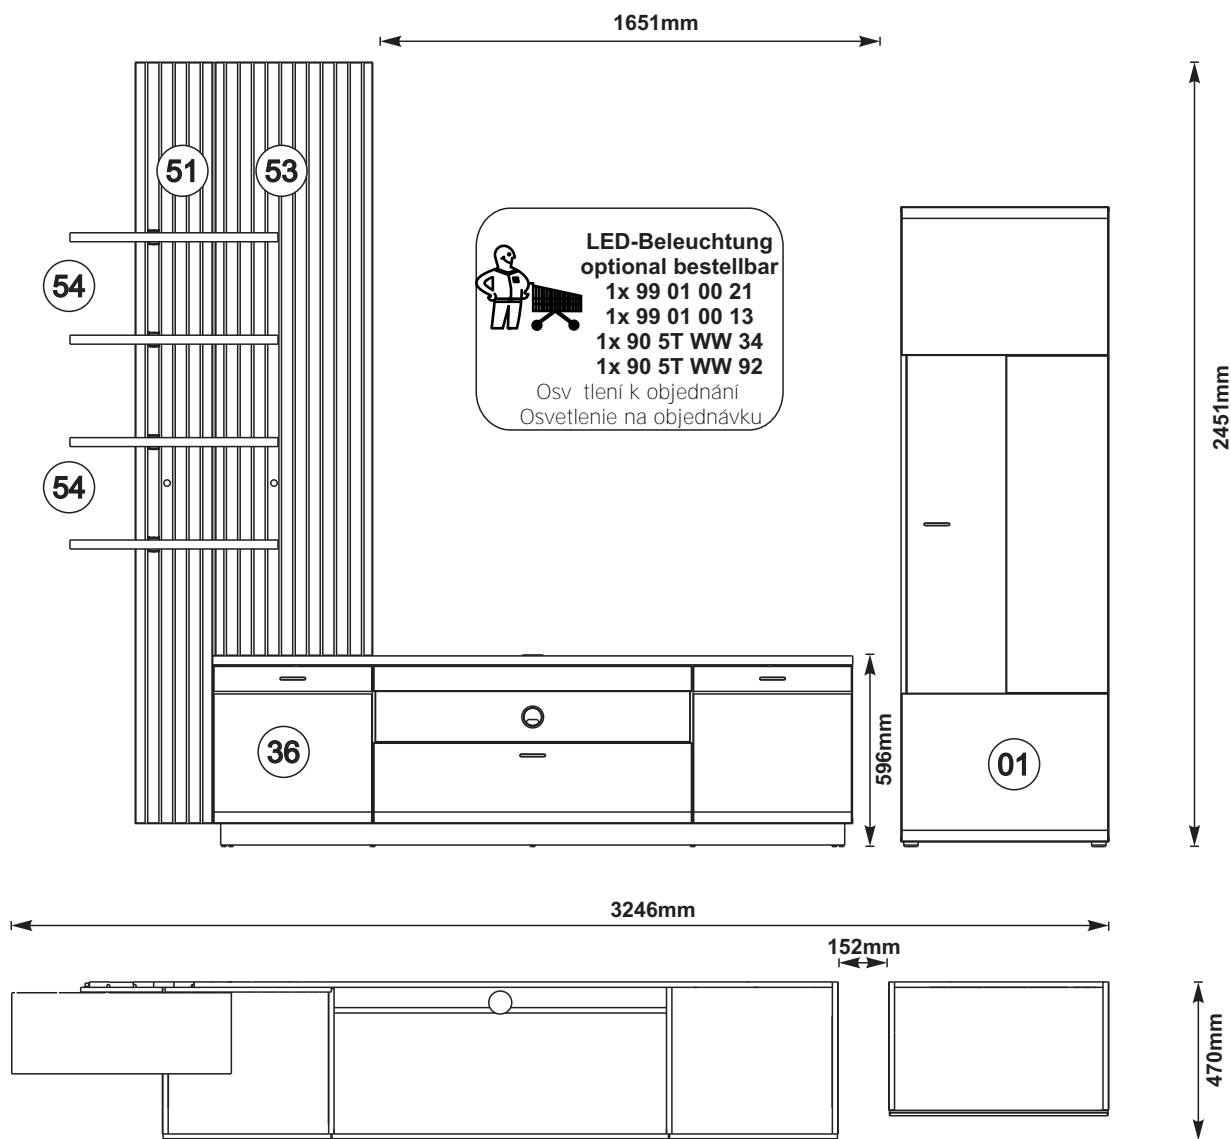 1651mm
51
53
54
54
LED-Beleuchtung
optional bestellbar
1x 99 01 00 21
1x 99 01 00 13
1x 90 5T WW 34
1x 90 5T WW 92
Osv tlení k objednání
Osvetlenie na objednávku
2451mm
36
596mm
01
3246mm
152mm
470mm